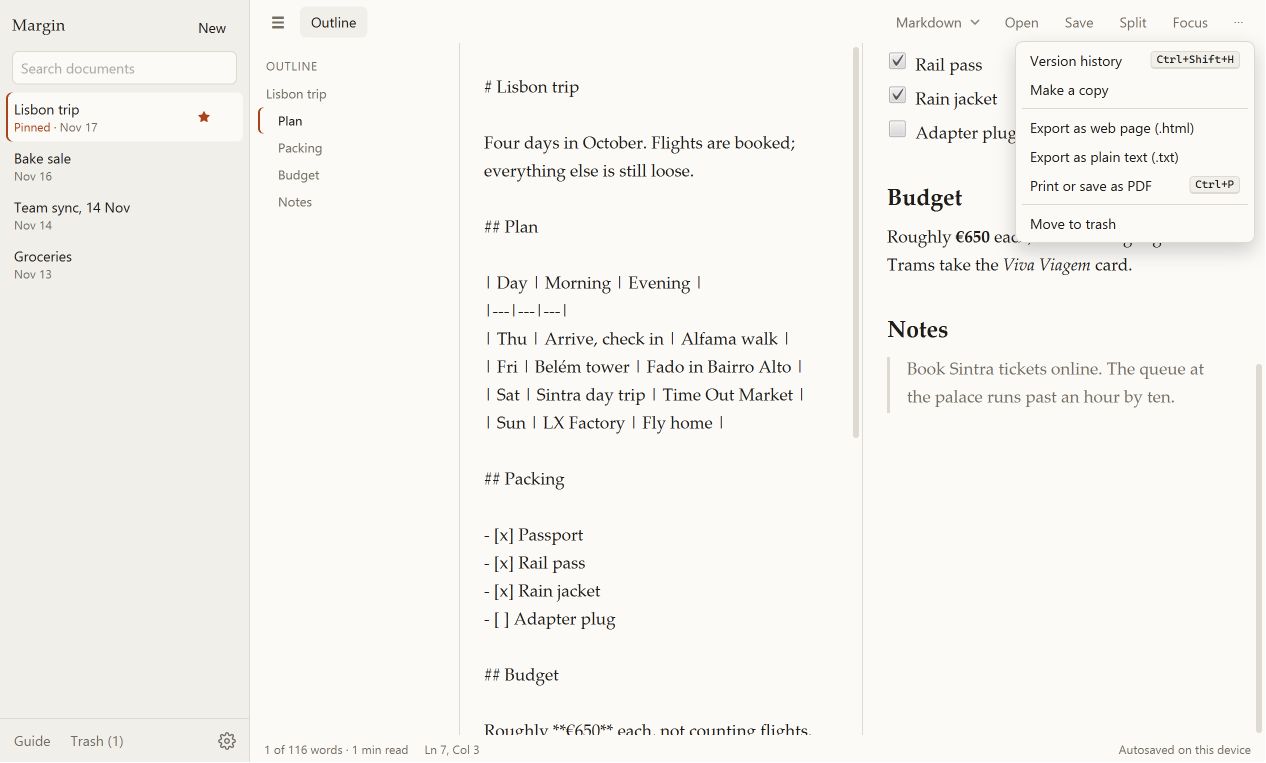 Margin
New
Search documents
Lisbon trip
Pinned · Nov 17
Bake sale
Nov 16
Team sync, 14 Nov
Nov 14
Groceries
Nov 13
Guide
Trash (1)
Outline
Markdown
Open
Save
Split
Focus
...
OUTLINE
Lisbon trip
Plan
Packing
Budget
Notes
# Lisbon trip
Four days in October. Flights are booked;
everything else is still loose.
## Plan
| Day | Morning | Evening |
|---|---|---|
| Thu | Arrive, check in | Alfama walk |
| Fri | Belém tower | Fado in Bairro Alto |
| Sat | Sintra day trip | Time Out Market |
| Sun | LX Factory | Fly home |
## Packing
- [x] Passport
- [x] Rail pass
- [x] Rain jacket
- [ ] Adapter plug
## Budget
Roughly **€650** each, not counting flights.
Rail pass
Rain jacket
Adapter plug
Budget
Roughly €650
Trams take the Viva Viagem card.
Notes
Book Sintra tickets online. The queue at
the palace runs past an hour by ten.
Version history Ctrl+Shift+H
Make a copy
Export as web page (.html)
Export as plain text (.txt)
Print or save as PDF Ctrl+P
Move to trash
1 of 116 words · 1 min read
Ln 7, Col 3
Autosaved on this device